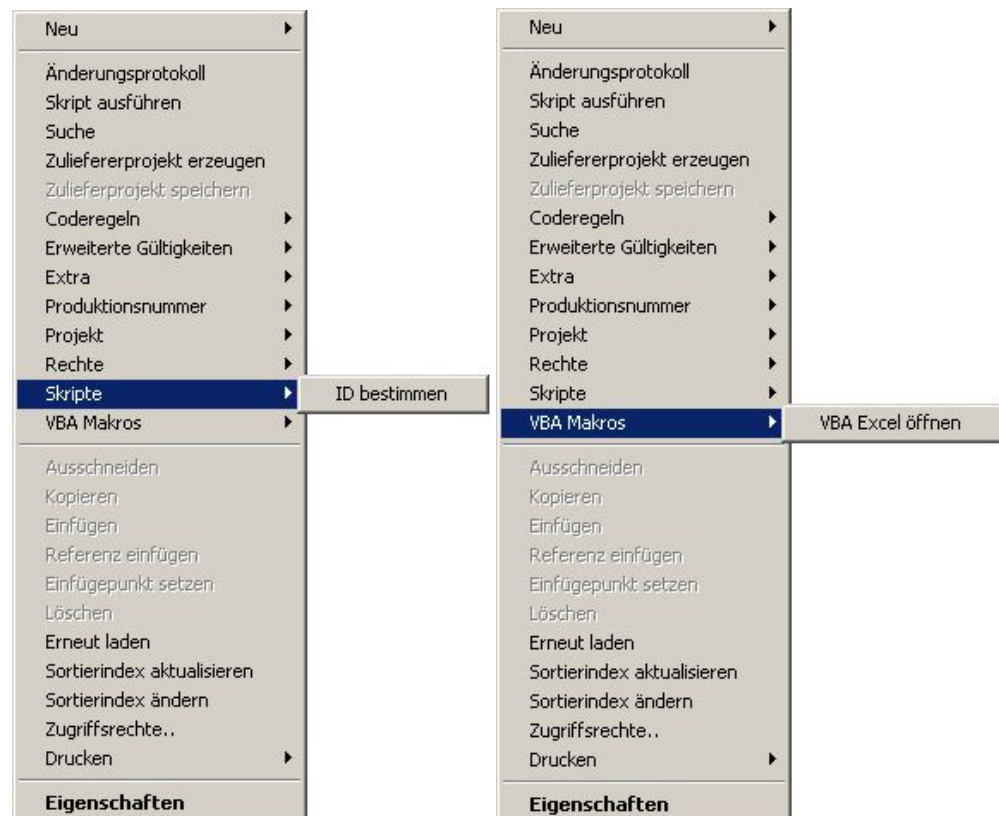 Neu
Änderungsprotokoll
Skript ausführen
Suche
Zuliefererprojekt erzeugen
Zulieferprojekt speichern
Coderegeln
Erweiterte Gültigkeiten
Extra
Produktionsnummer
Projekt
Rechte
Skripte
ID bestimmen
VBA Makros
Ausschneiden
Kopieren
Einfügen
Referenz einfügen
Einfügepunkt setzen
Löschen
Erneut laden
Sortierindex aktualisieren
Sortierindex ändern
Zugriffsrechte..
Drucken
Eigenschaften
Neu
Änderungsprotokoll
Skript ausführen
Suche
Zuliefererprojekt erzeugen
Zulieferprojekt speichern
Coderegeln
Erweiterte Gültigkeiten
Extra
Produktionsnummer
Projekt
Rechte
Skripte
VBA Makros
VBA Excel öffnen
Ausschneiden
Kopieren
Einfügen
Referenz einfügen
Einfügepunkt setzen
Löschen
Erneut laden
Sortierindex aktualisieren
Sortierindex ändern
Zugriffsrechte..
Drucken
Eigenschaften